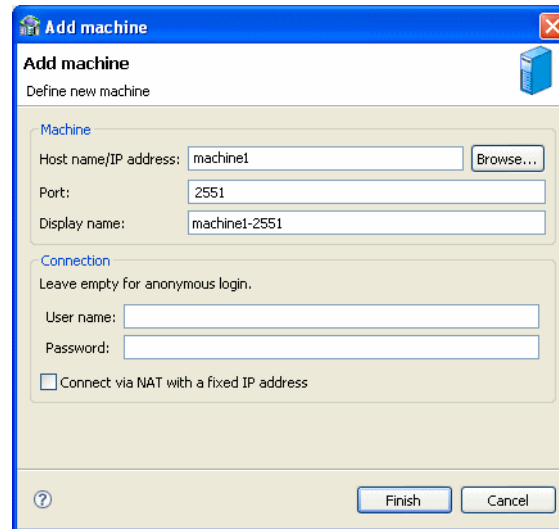 Add machine
Add machine
Define new machine
Machine
Host name/IP address: machine1 Browse...
Port: 2551
Display name: machine1-2551
Connection
Leave empty for anonymous login.
User name:
Password:
Connect via NAT with a fixed IP address
? Finish Cancel